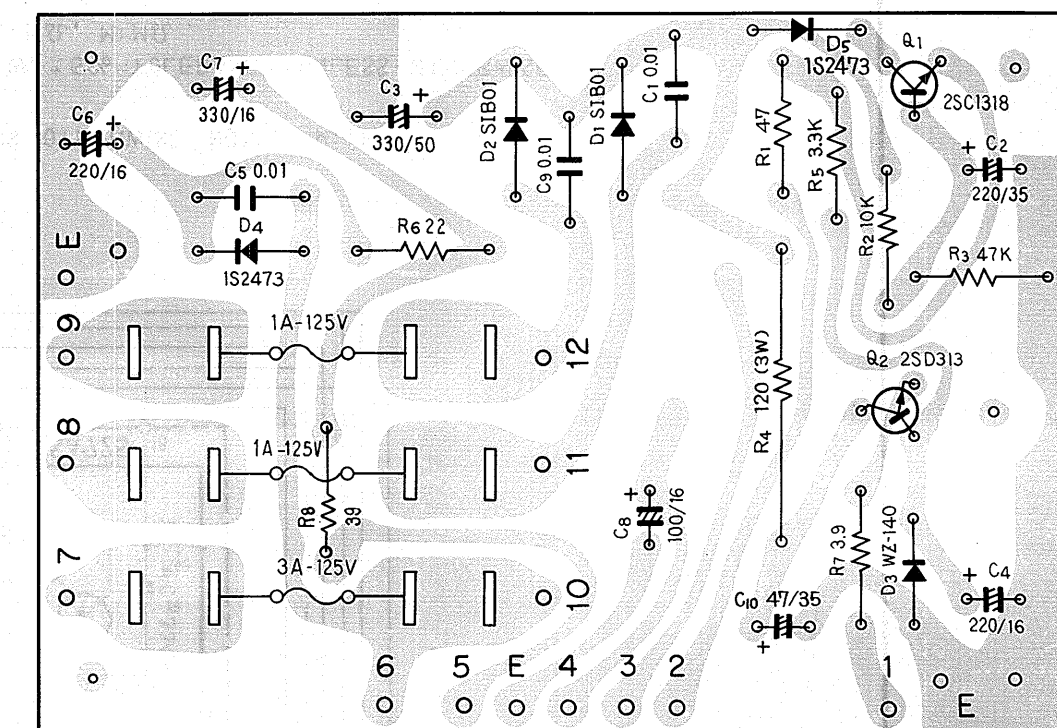 C7
+
330/16
C6
+
220/16
C5 0.01
D4
1S2473
E
C3
+
330/50
R6 22
D2 SIB01
C9 0.01
D1 SIB01
C1 0.01
D5
1S2473
Q1
2SC1318
R1 47
R5 3.3K
R2 10K
+ C2
220/35
R3 47K
9
1A-125V
12
8
1A-125V
11
R8 39
7
3A-125V
10
R4 120 (3W)
Q2 2SD313
C8 + 100/16
R7 3.9
D3 WZ-140
+ C4
220/16
C10 47/35
+
6 5 E 4 3 2 1
E